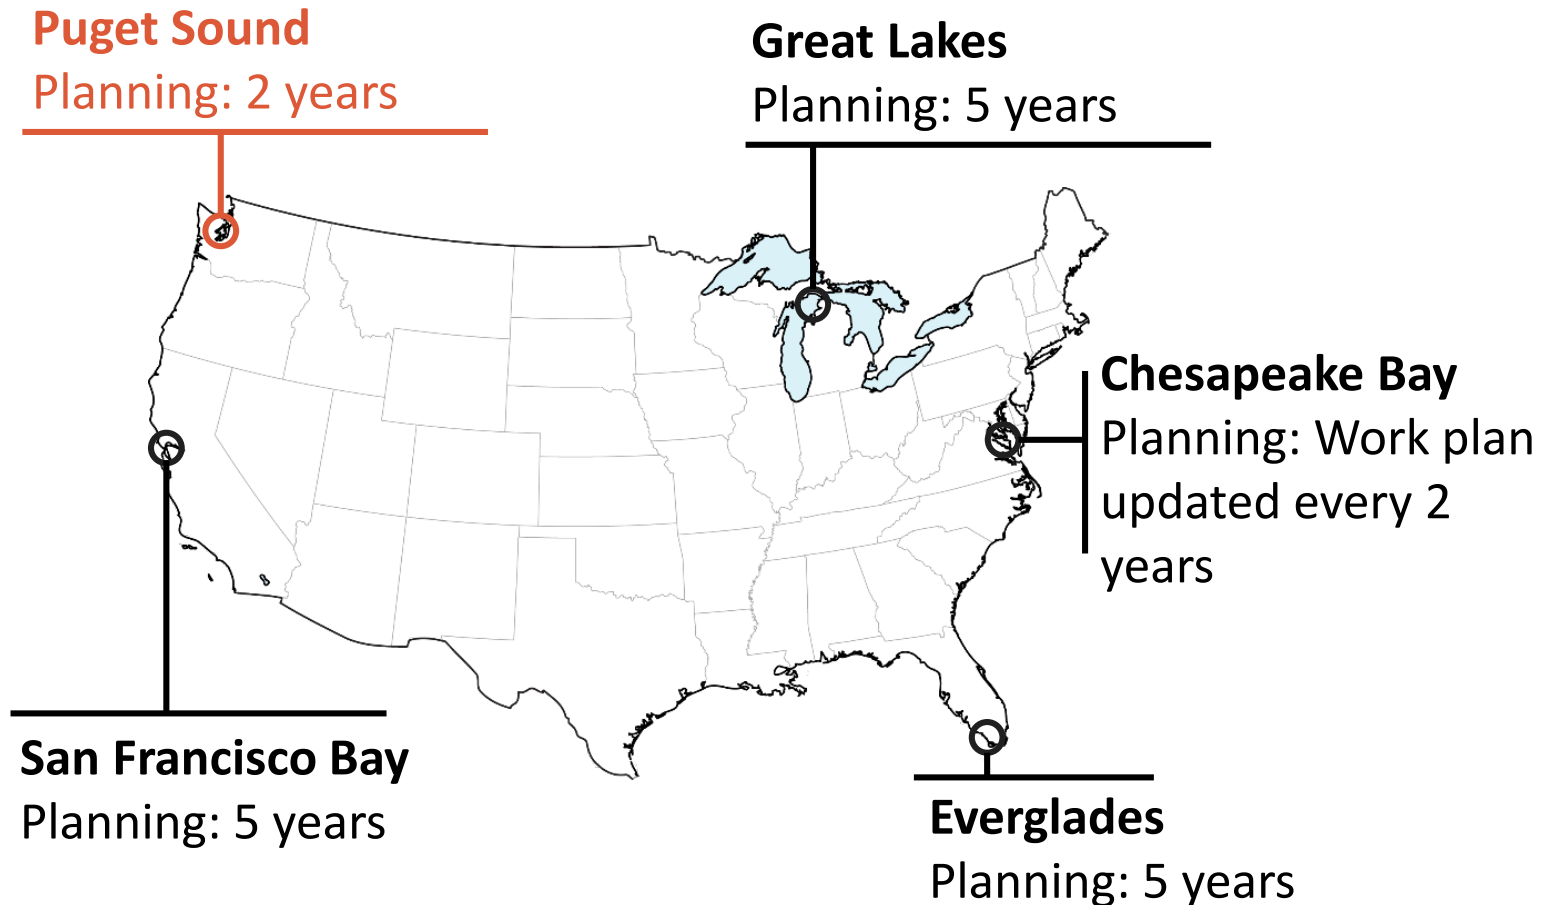 Puget Sound
Planning: 2 years
Great Lakes
Planning: 5 years
Chesapeake Bay
Planning: Work plan
updated every 2
years
San Francisco Bay
Planning: 5 years
Everglades
Planning: 5 years